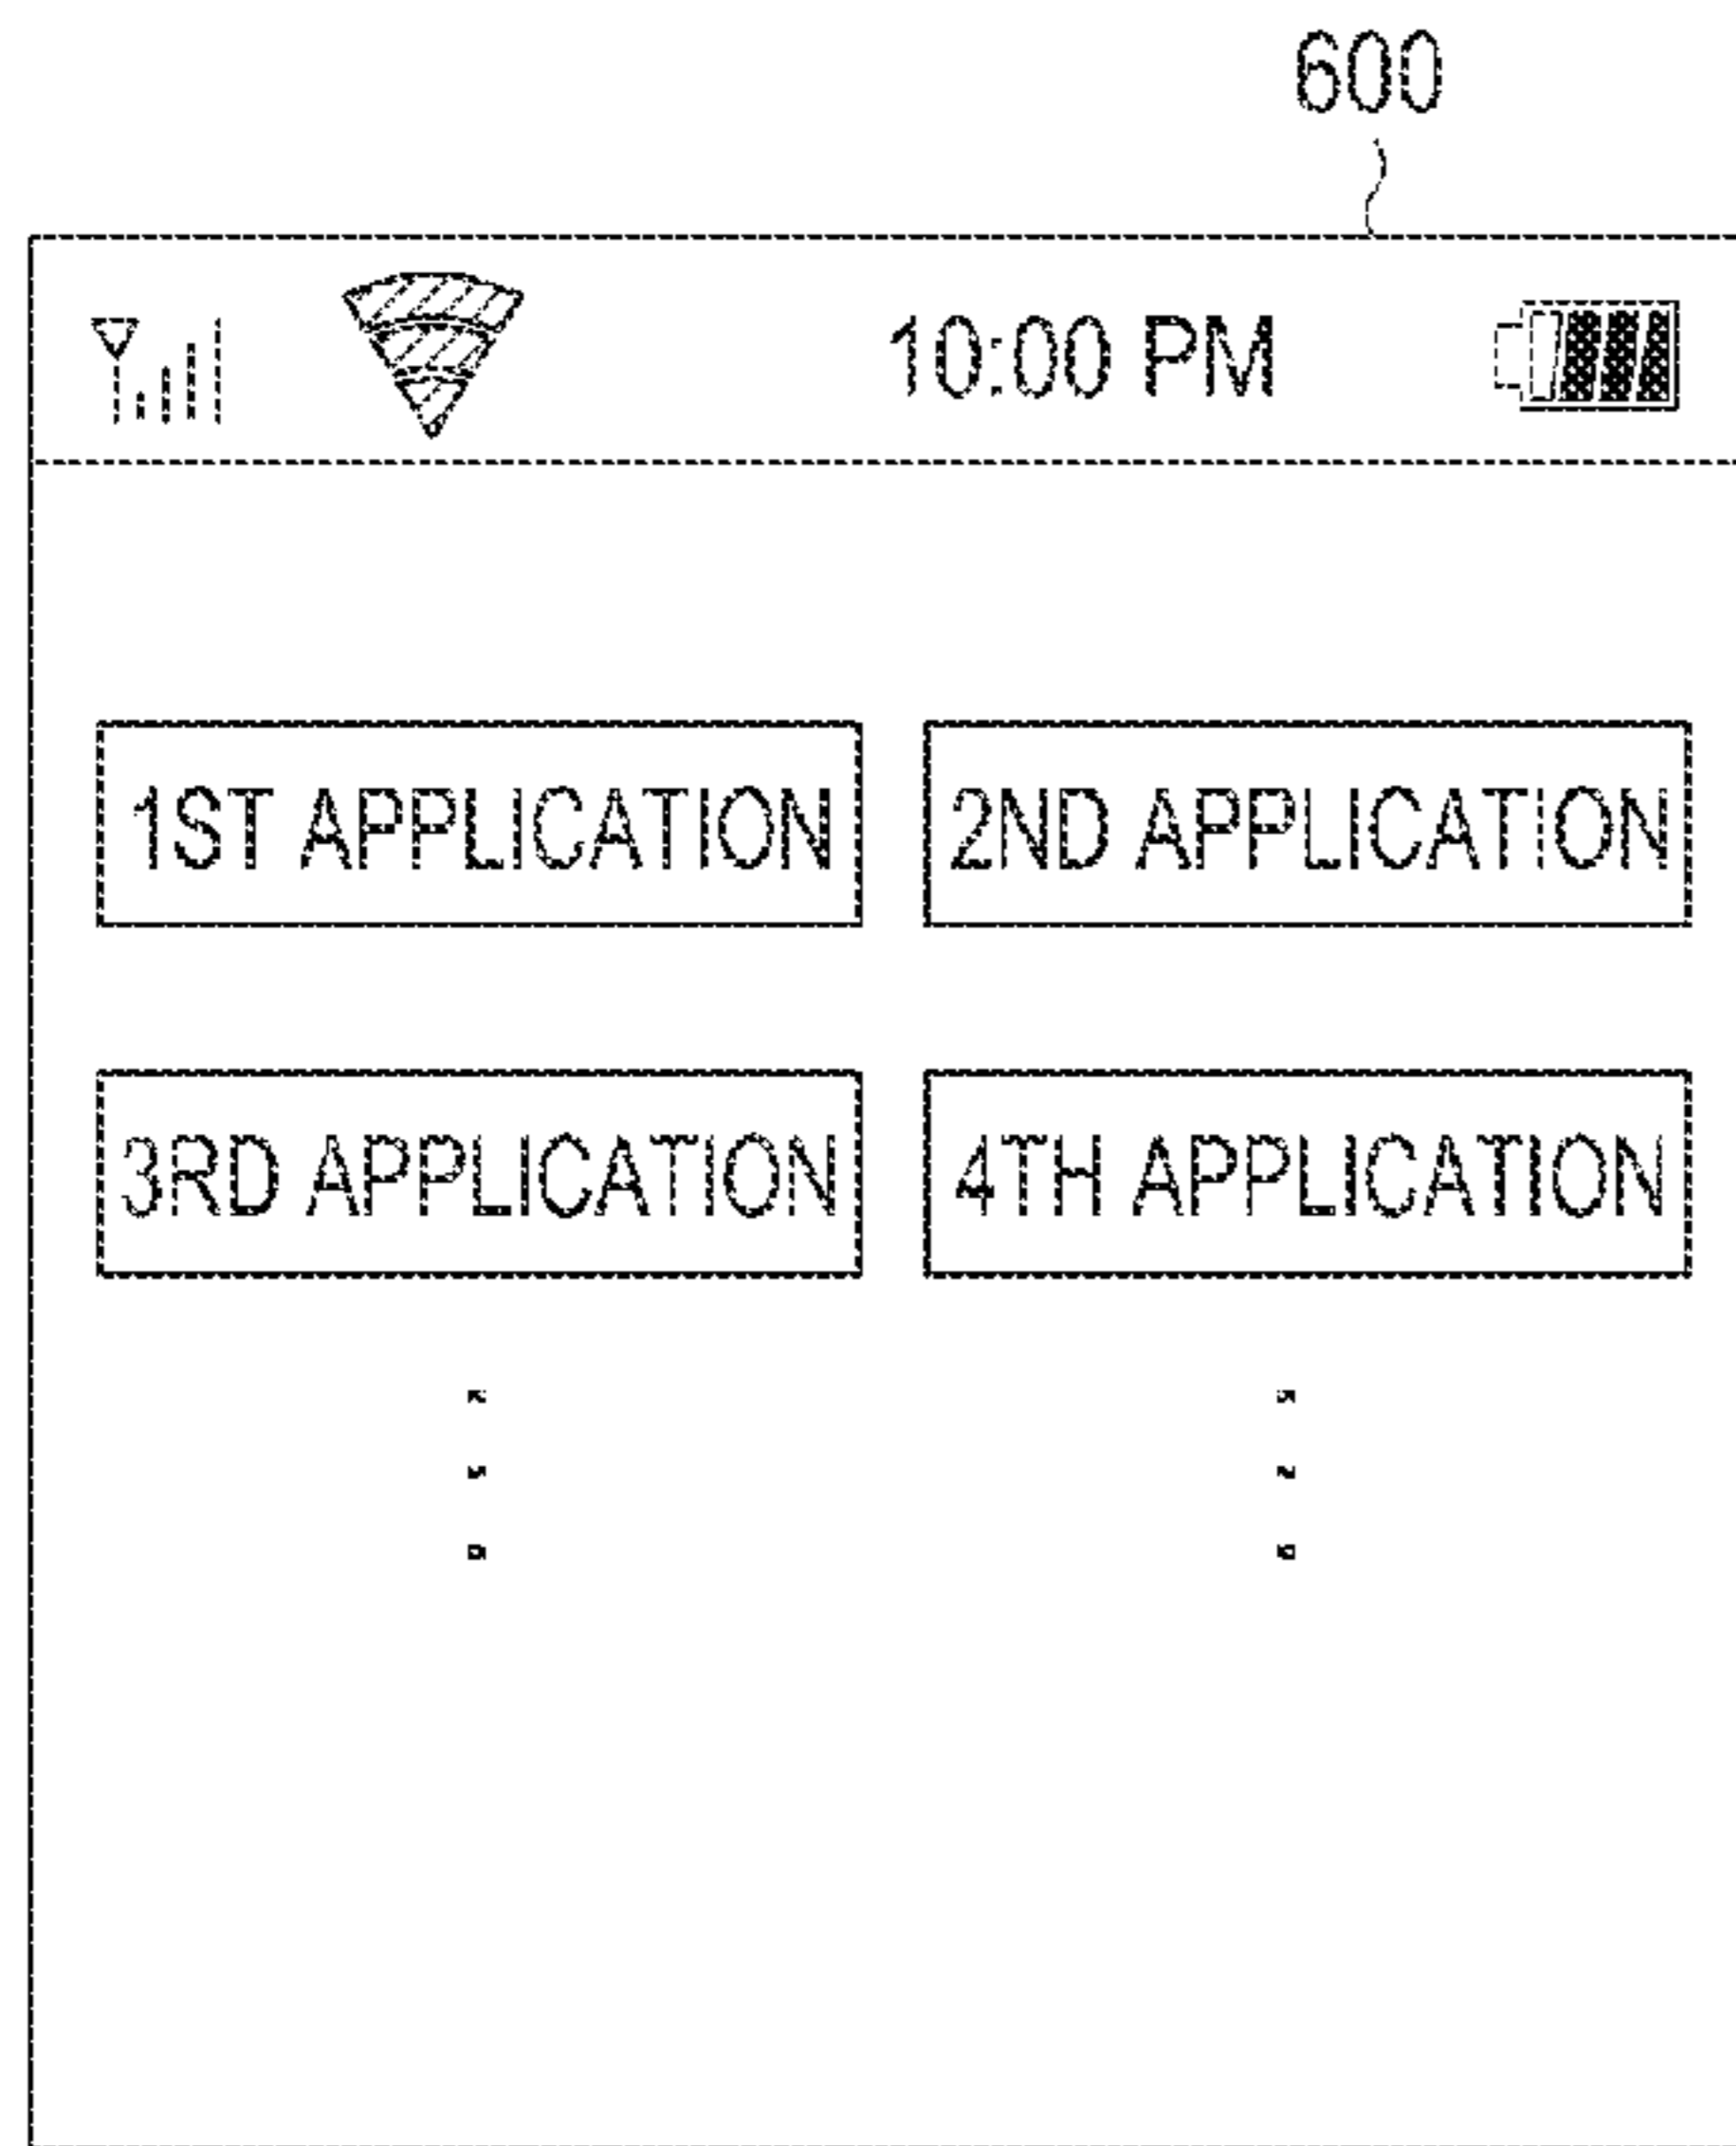 600
10:00 PM
1ST APPLICATION 2ND APPLICATION
3RD APPLICATION 4TH APPLICATION